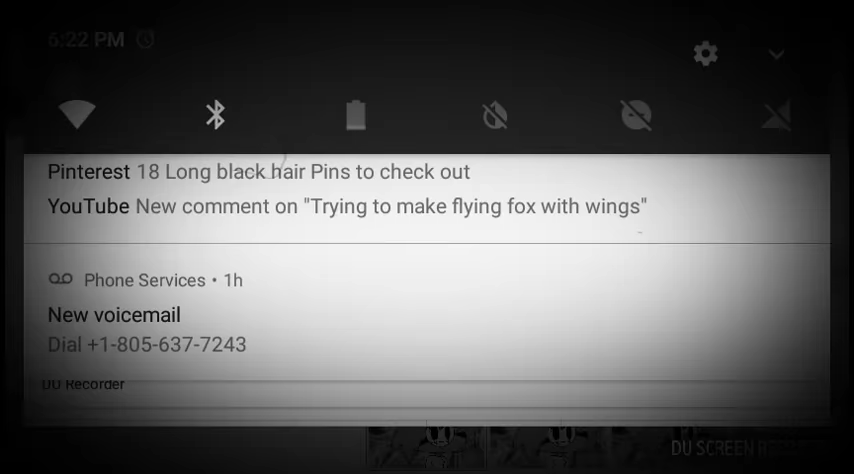 6:22 PM
Pinterest 18 Long black hair Pins to check out
YouTube New comment on "Trying to make flying fox with wings"
Phone Services • 1h
New voicemail
Dial +1-805-637-7243
DU Recorder
DU SCREEN